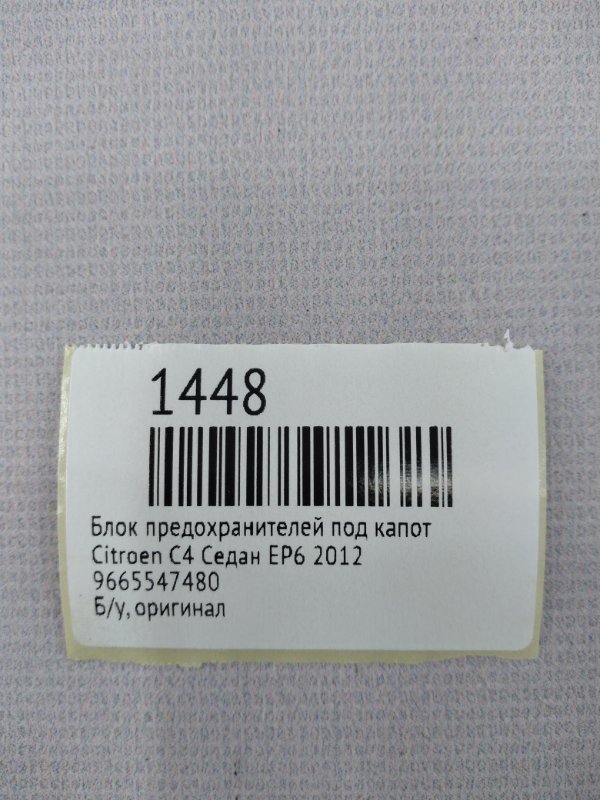 1448
Блок предохранителей под капот
Citroen C4 Седан EP6 2012
9665547480
Б/у, оригинал